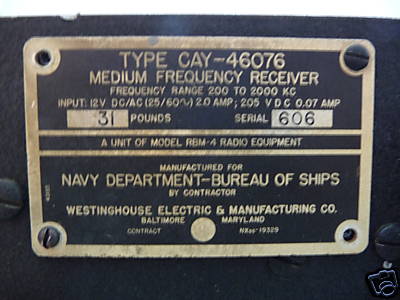 TYPE CAY-46076
MEDIUM FREQUENCY RECEIVER
FREQUENCY RANGE 200 TO 2000 KC
INPUT: 12V DC/AC (25/60~) 2.0 AMP; 205 V DC 0.07 AMP
31 POUNDS SERIAL 606
A UNIT OF MODEL RBM-4 RADIO EQUIPMENT
MANUFACTURED FOR
NAVY DEPARTMENT-BUREAU OF SHIPS
BY CONTRACTOR
WESTINGHOUSE ELECTRIC & MANUFACTURING CO.
BALTIMORE MARYLAND
CONTRACT NXss-19329